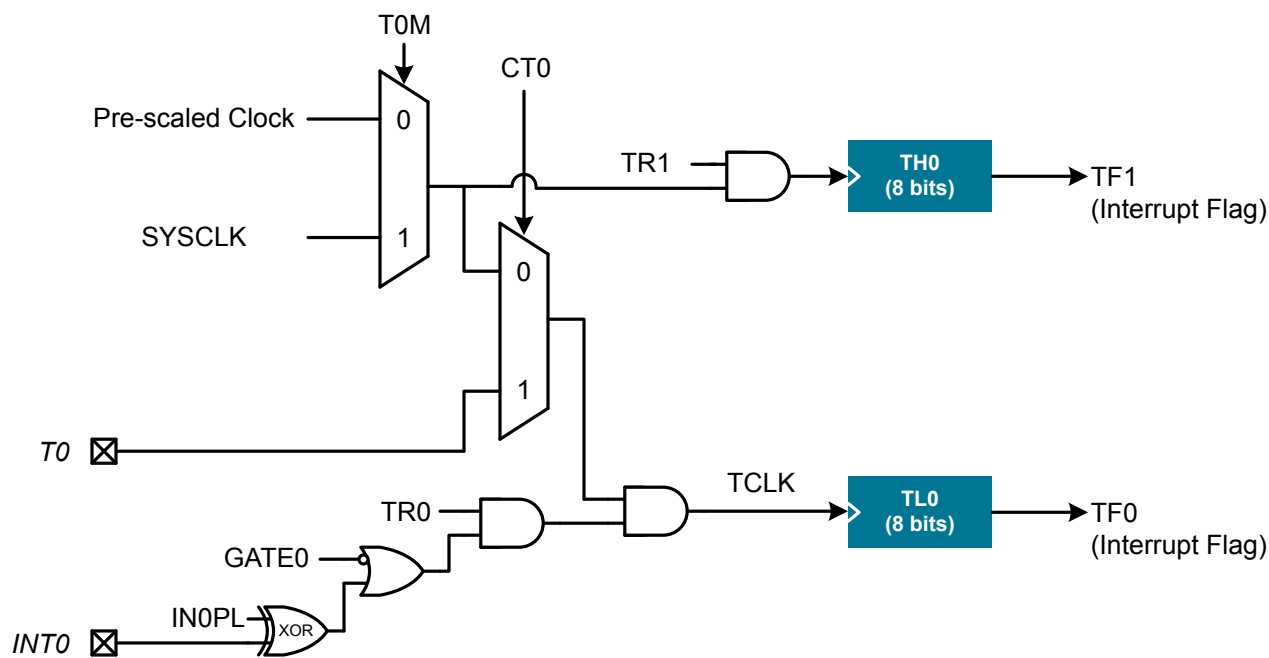 T0M
CT0
Pre-scaled Clock
0
TR1
TH0
(8 bits)
TF1
(Interrupt Flag)
SYSCLK
1
0
1
T0
TCLK
TL0
(8 bits)
TF0
(Interrupt Flag)
TR0
GATE0
IN0PL
XOR
INT0